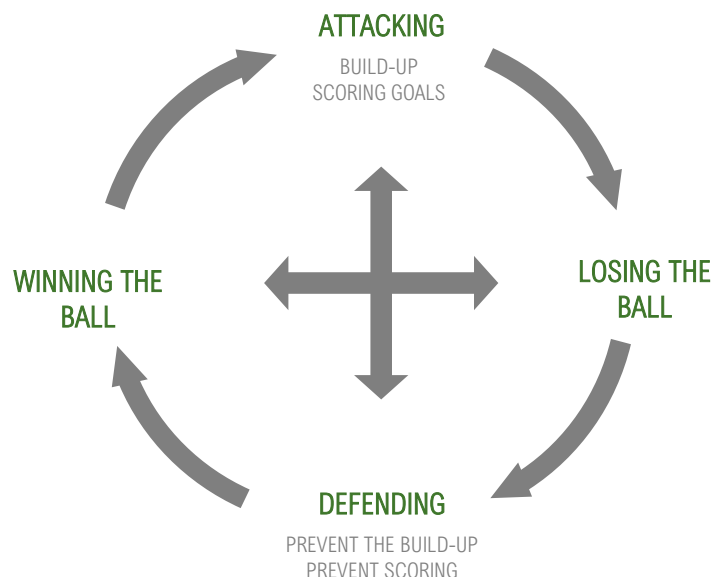 ATTACKING
BUILD-UP
SCORING GOALS
WINNING THE
BALL
LOSING THE
BALL
DEFENDING
PREVENT THE BUILD-UP
PREVENT SCORING